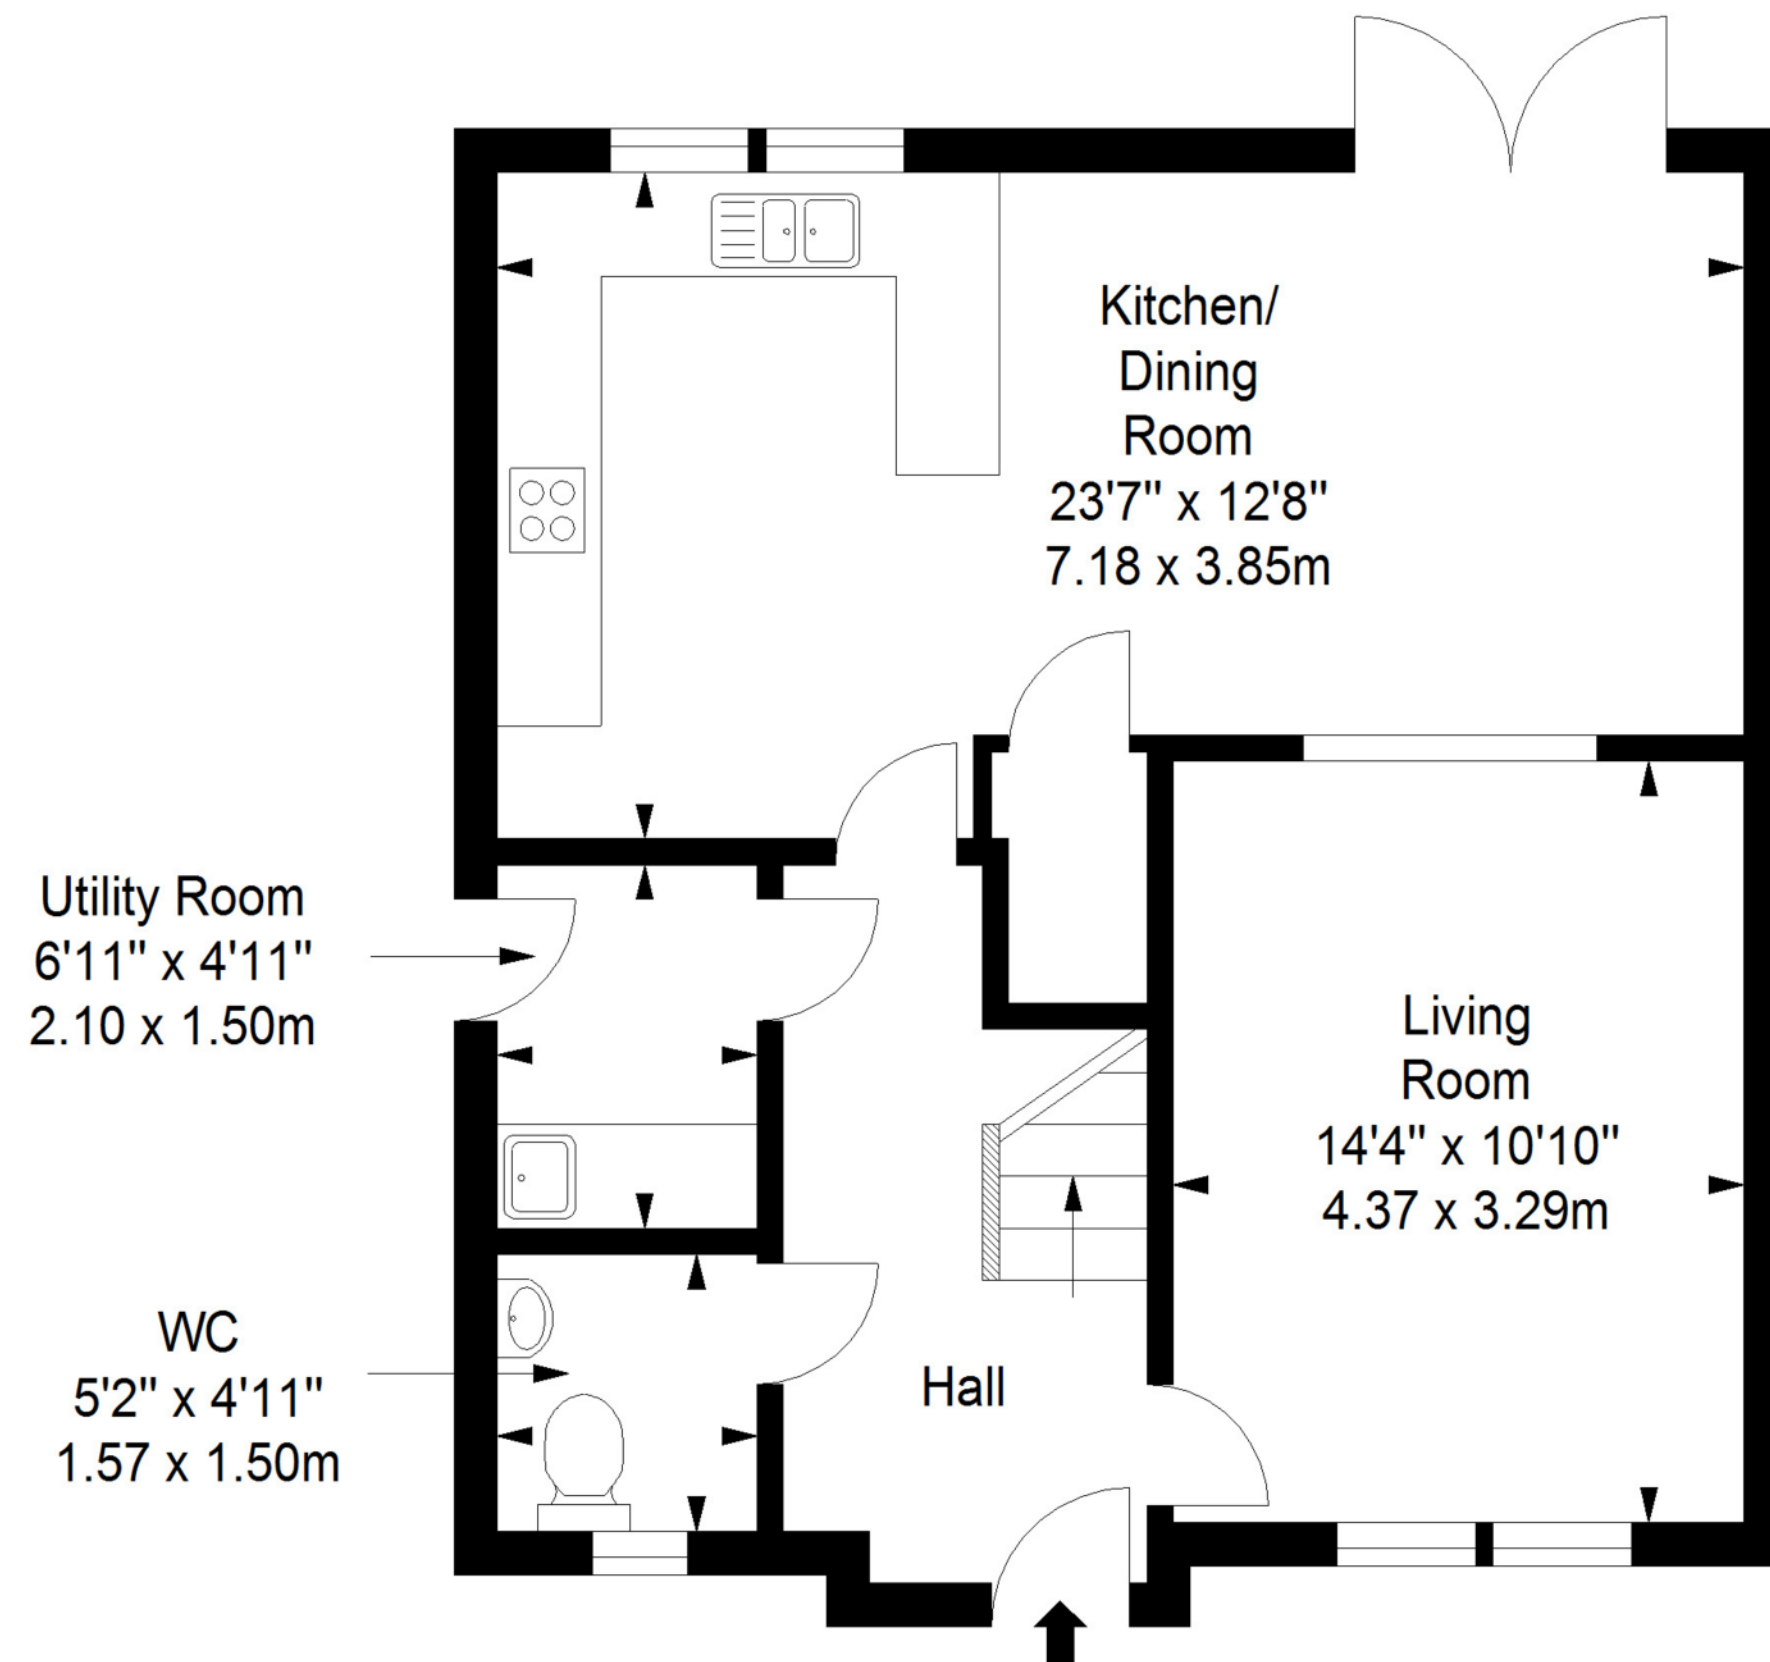 Kitchen/
Dining
Room
23'7" x 12'8"
7.18 x 3.85m
Utility Room
6'11" x 4'11"
2.10 x 1.50m
Living
Room
14'4" x 10'10"
4.37 x 3.29m
WC
5'2" x 4'11"
1.57 x 1.50m
Hall